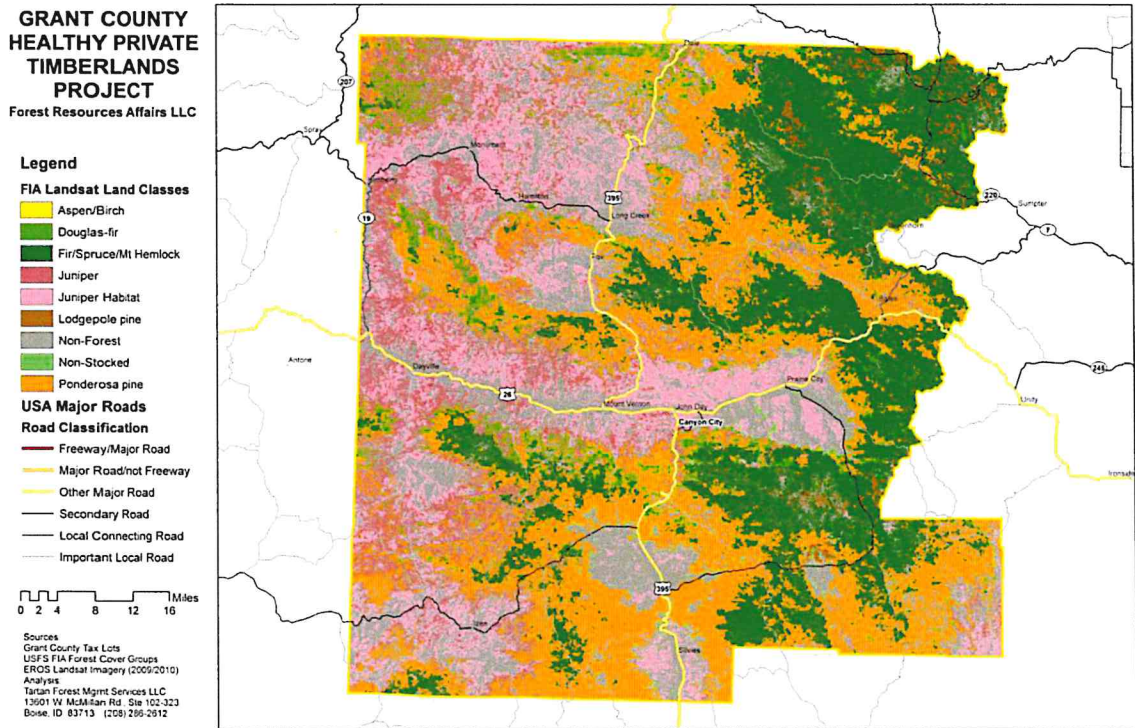 GRANT COUNTY
HEALTHY PRIVATE
TIMBERLANDS
PROJECT
Forest Resources Affairs LLC
Legend
FIA Landsat Land Classes
Aspen/Birch
Douglas-fir
Fir/Spruce/Mt Hemlock
Juniper
Juniper Habitat
Lodgepole pine
Non-Forest
Non-Stocked
Ponderosa pine
USA Major Roads
Road Classification
Freeway/Major Road
Major Road/not Freeway
Other Major Road
Secondary Road
Local Connecting Road
Important Local Road
Miles
0 2 4 8 12 16
Sources
Grant County Tax Lots
USFS FIA Forest Cover Groups
EROS Landsat Imagery (2009/2010)
Analysis
Tartan Forest Mgmt Services LLC
13601 W. McMillan Rd., Ste 102-323
Boise, ID 83713 (208) 286-2612
207
Spray
Monument
Hamilton
395
Long Creek
19
220
Sumpter
7
Antone
Dayville
26
Mount Vernon
John Day
Canyon City
Prairie City
245
Unity
Ironside
395
Izee
Silvies